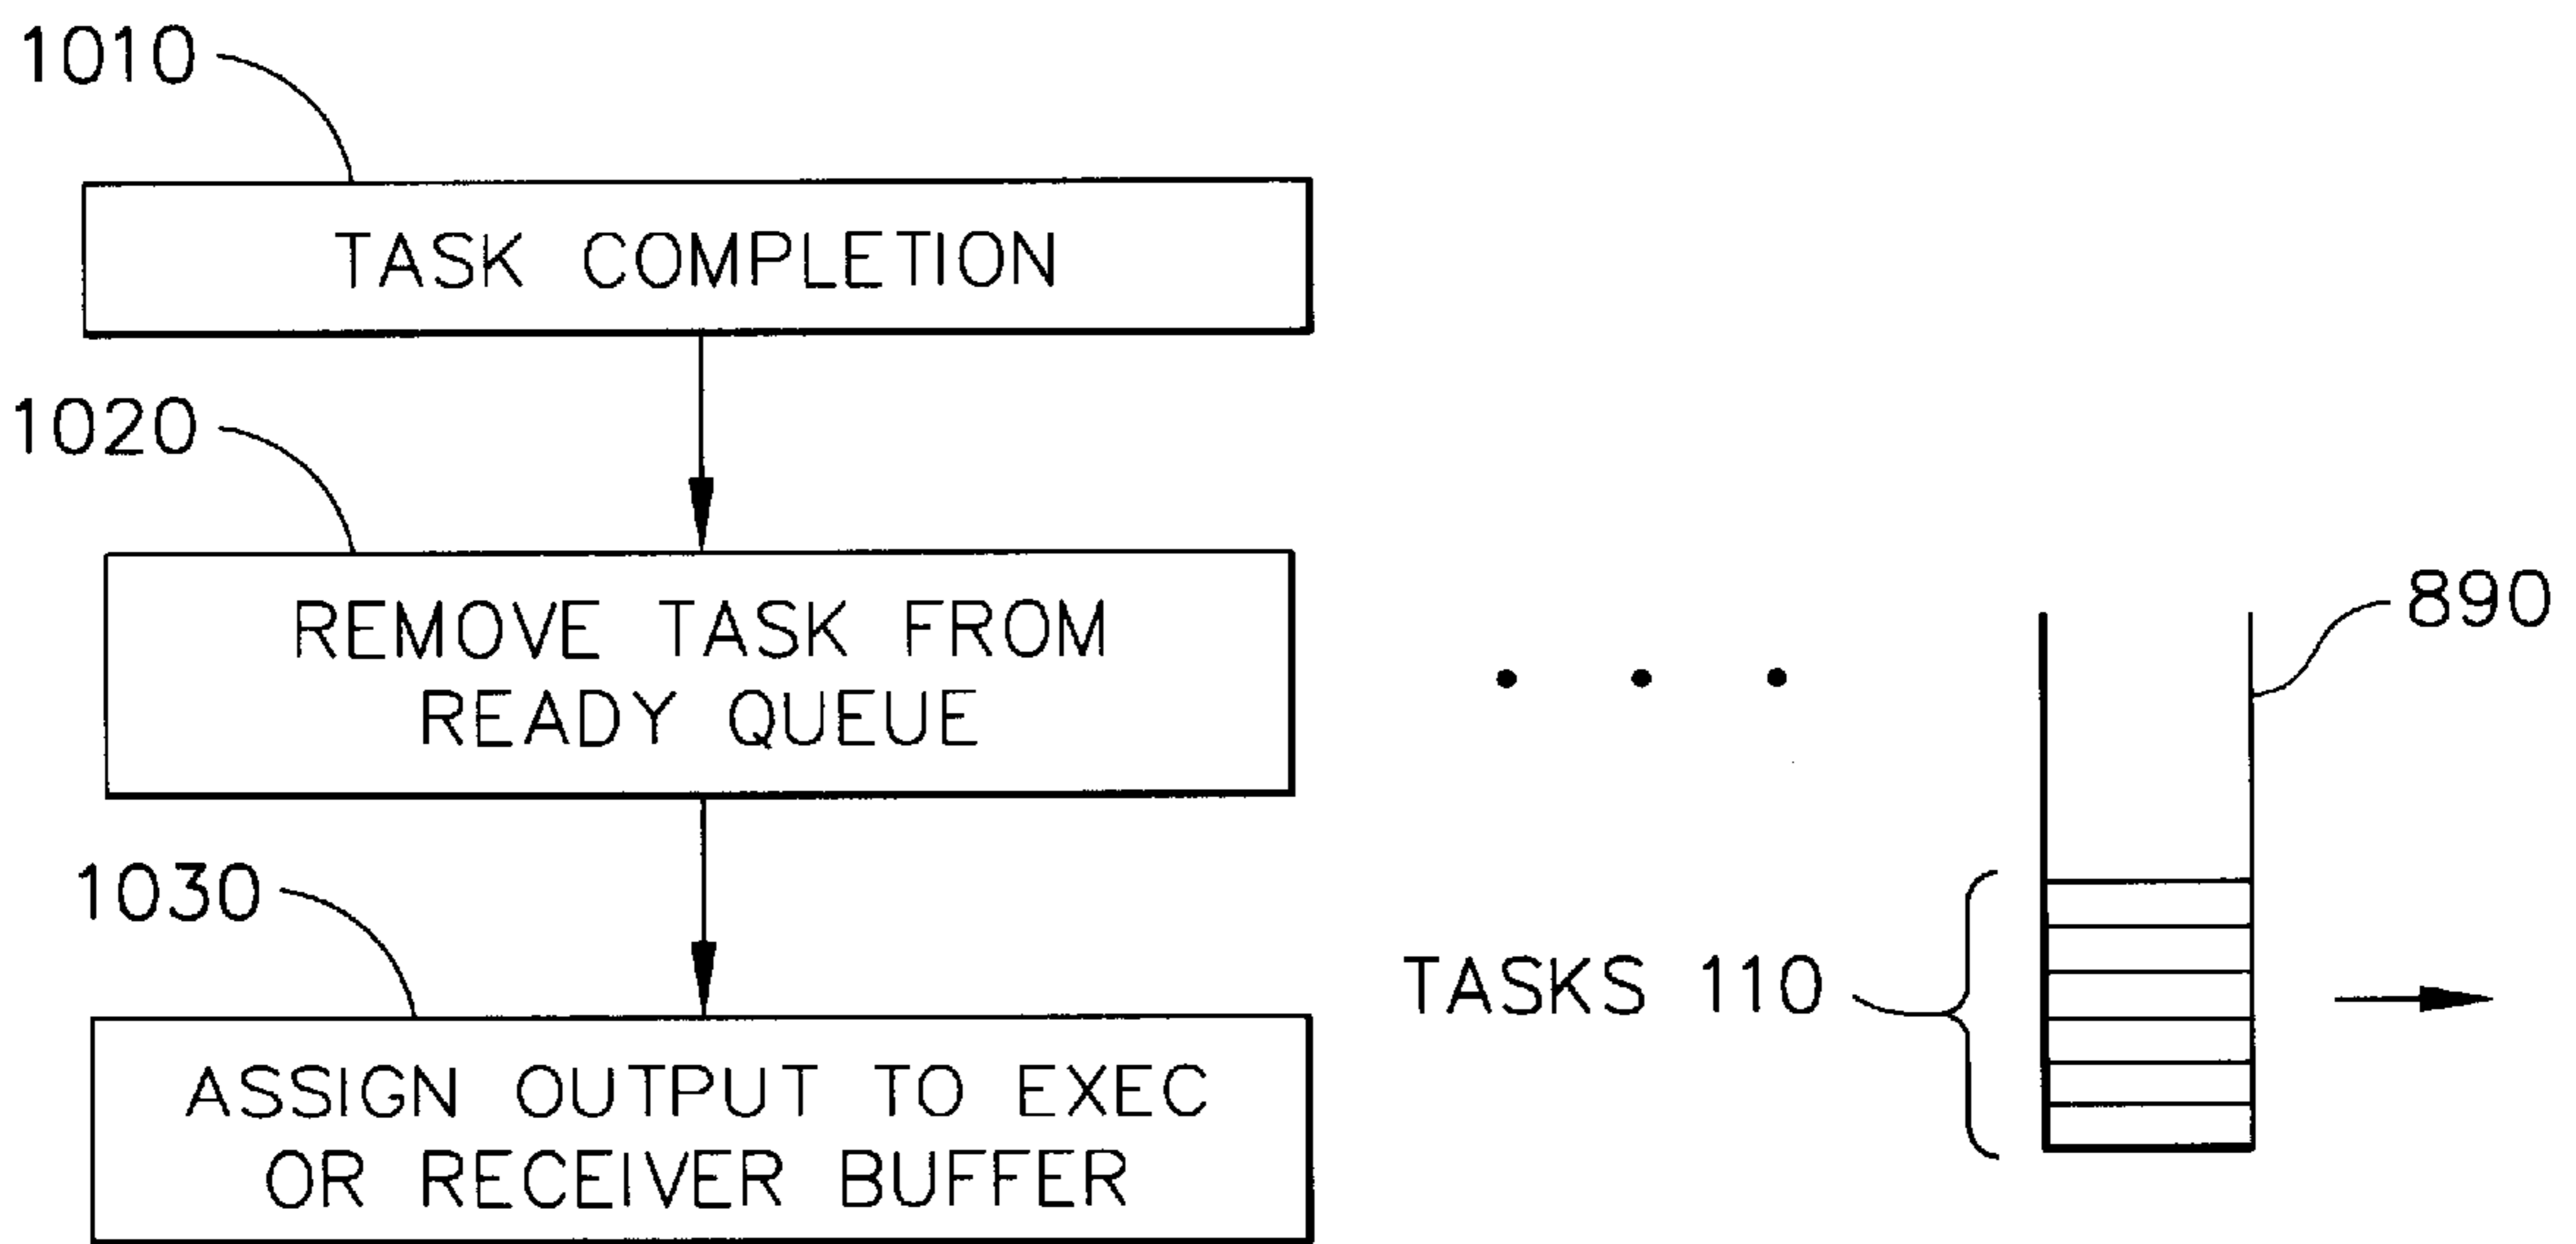 1010
TASK COMPLETION
1020
REMOVE TASK FROM
READY QUEUE
890
1030
TASKS 110
ASSIGN OUTPUT TO EXEC
OR RECEIVER BUFFER